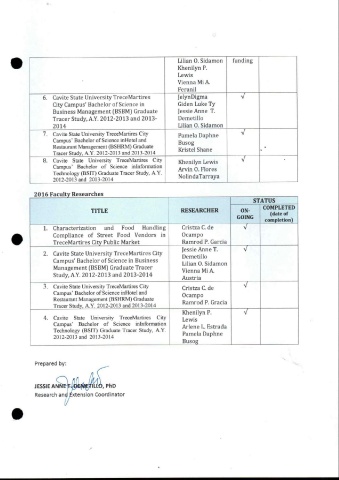 Lilian O. Sidamon funding
Khenilyn P.
Lewis
Vienna Mi A.
Feranil
6. Cavite State University TreceMartires JelynDigma √
City Campus' Bachelor of Science in Giden Luke Ty
Business Management (BSBM) Graduate Jessie Anne T.
Tracer Study, A.Y. 2012-2013 and 2013- Demetillo
2014 Lilian O. Sidamon
7. Cavite State University TreceMartires City √
Campus' Bachelor of Science inHotel and Pamela Daphne
Restaurant Management (BSHRM) Graduate Busog
Tracer Study, A.Y. 2012-2013 and 2013-2014 Kristel Shane
8. Cavite State University TreceMartires City Khenilyn Lewis √
Campus' Bachelor of Science inInformation Arvin O. Flores
Technology (BSIT) Graduate Tracer Study, A.Y. NolindaTarraya
2012-2013 and 2013-2014
2016 Faculty Researches
STATUS
TITLE RESEARCHER ON-GOING COMPLETED (date of completion)
1. Characterization and Food Handling Cristza C. de √
Compliance of Street Food Vendors in Ocampo
TreceMartires City Public Market Ramrod P. Garcia
2. Cavite State University TreceMartires City Jessie Anne T. √
Campus' Bachelor of Science in Business Demetillo
Management (BSBM) Graduate Tracer Lilian O. Sidamon
Study, A.Y. 2012-2013 and 2013-2014 Vienna Mi A.
Austria
3. Cavite State University TreceMartires City Cristza C. de √
Campus' Bachelor of Science inHotel and Ocampo
Restaurant Management (BSHRM) Graduate Ramrod P. Gracia
Tracer Study, A.Y. 2012-2013 and 2013-2014
4. Cavite State University TreceMartires City Khenilyn P. √
Campus' Bachelor of Science inInformation Lewis
Technology (BSIT) Graduate Tracer Study, A.Y. Arlene L. Estrada
2012-2013 and 2013-2014 Pamela Daphne
Busog
Prepared by:
JESSIE ANNE T. DEMETILLO, PhD
Research and Extension Coordinator